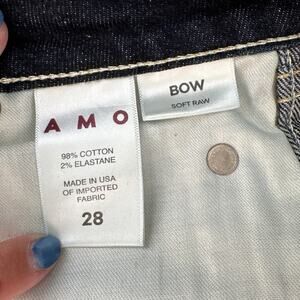 AMO
98% COTTON
2% ELASTANE
MADE IN USA
OF IMPORTED
FABRIC
28
BOW
SOFT RAW